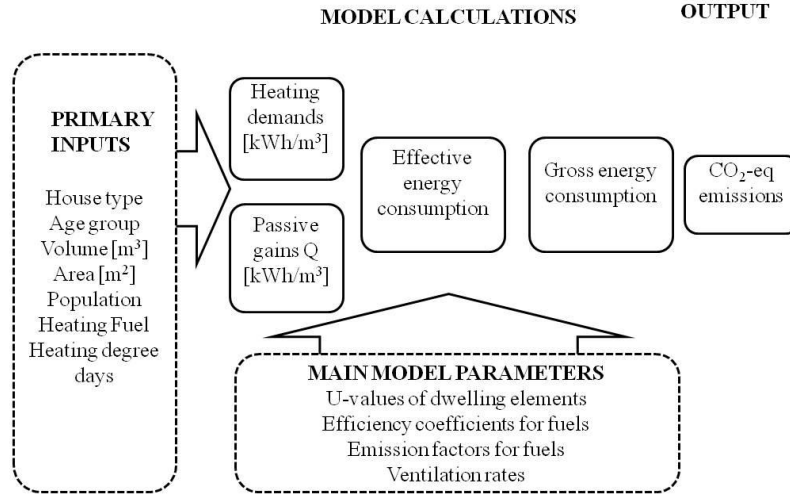 MODEL CALCULATIONS
OUTPUT
PRIMARY
INPUTS
House type
Age group
Volume [m³]
Area [m²]
Population
Heating Fuel
Heating degree
days
Heating
demands
[kWh/m³]
Passive
gains Q
[kWh/m³]
Effective
energy
consumption
Gross energy
consumption
CO₂-eq
emissions
MAIN MODEL PARAMETERS
U-values of dwelling elements
Efficiency coefficients for fuels
Emission factors for fuels
Ventilation rates